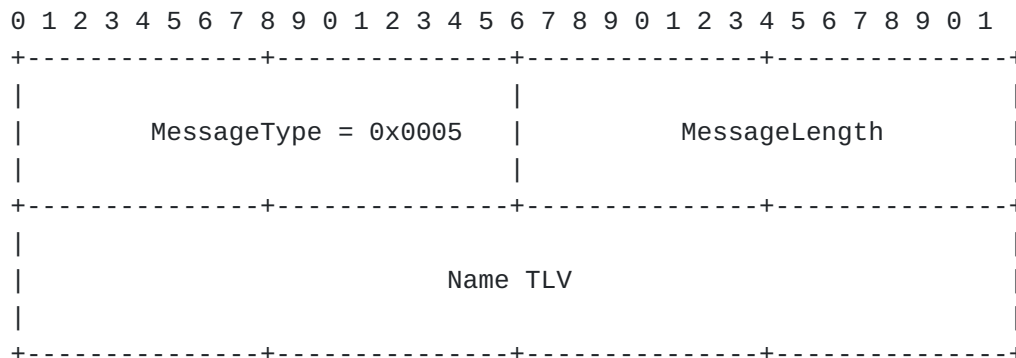 0 1 2 3 4 5 6 7 8 9 0 1 2 3 4 5 6 7 8 9 0 1 2 3 4 5 6 7 8 9 0 1
MessageType = 0x0005 MessageLength
Name TLV